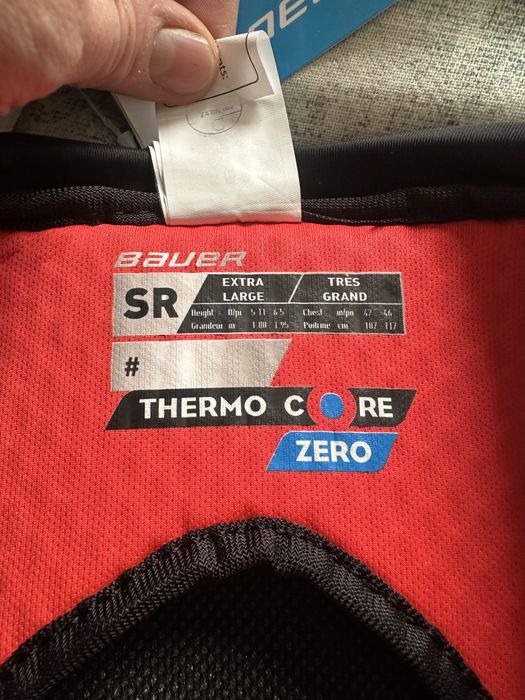 nts:
BAUER
SR
EXTRA LARGE
TRÈS GRAND
Height ft/pi 5'11 6'5 Chest in/po 42 46
Grandeur m 1.80 1.95 Poitrine cm 107 117
#
THERMO CORE
ZERO